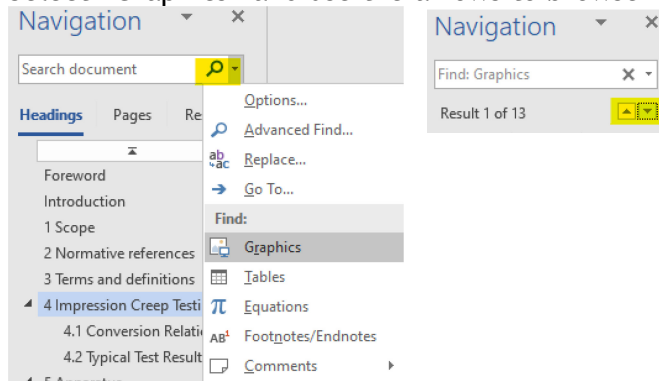 Navigation
Search document
Headings Pages Re
Foreword
Introduction
1 Scope
2 Normative references
3 Terms and definitions
4 Impression Creep Testi
4.1 Conversion Relati
4.2 Typical Test Result
Options...
Advanced Find...
Replace...
Go To...
Find:
Graphics
Tables
Equations
Footnotes/Endnotes
Comments
Navigation
Find: Graphics
Result 1 of 13